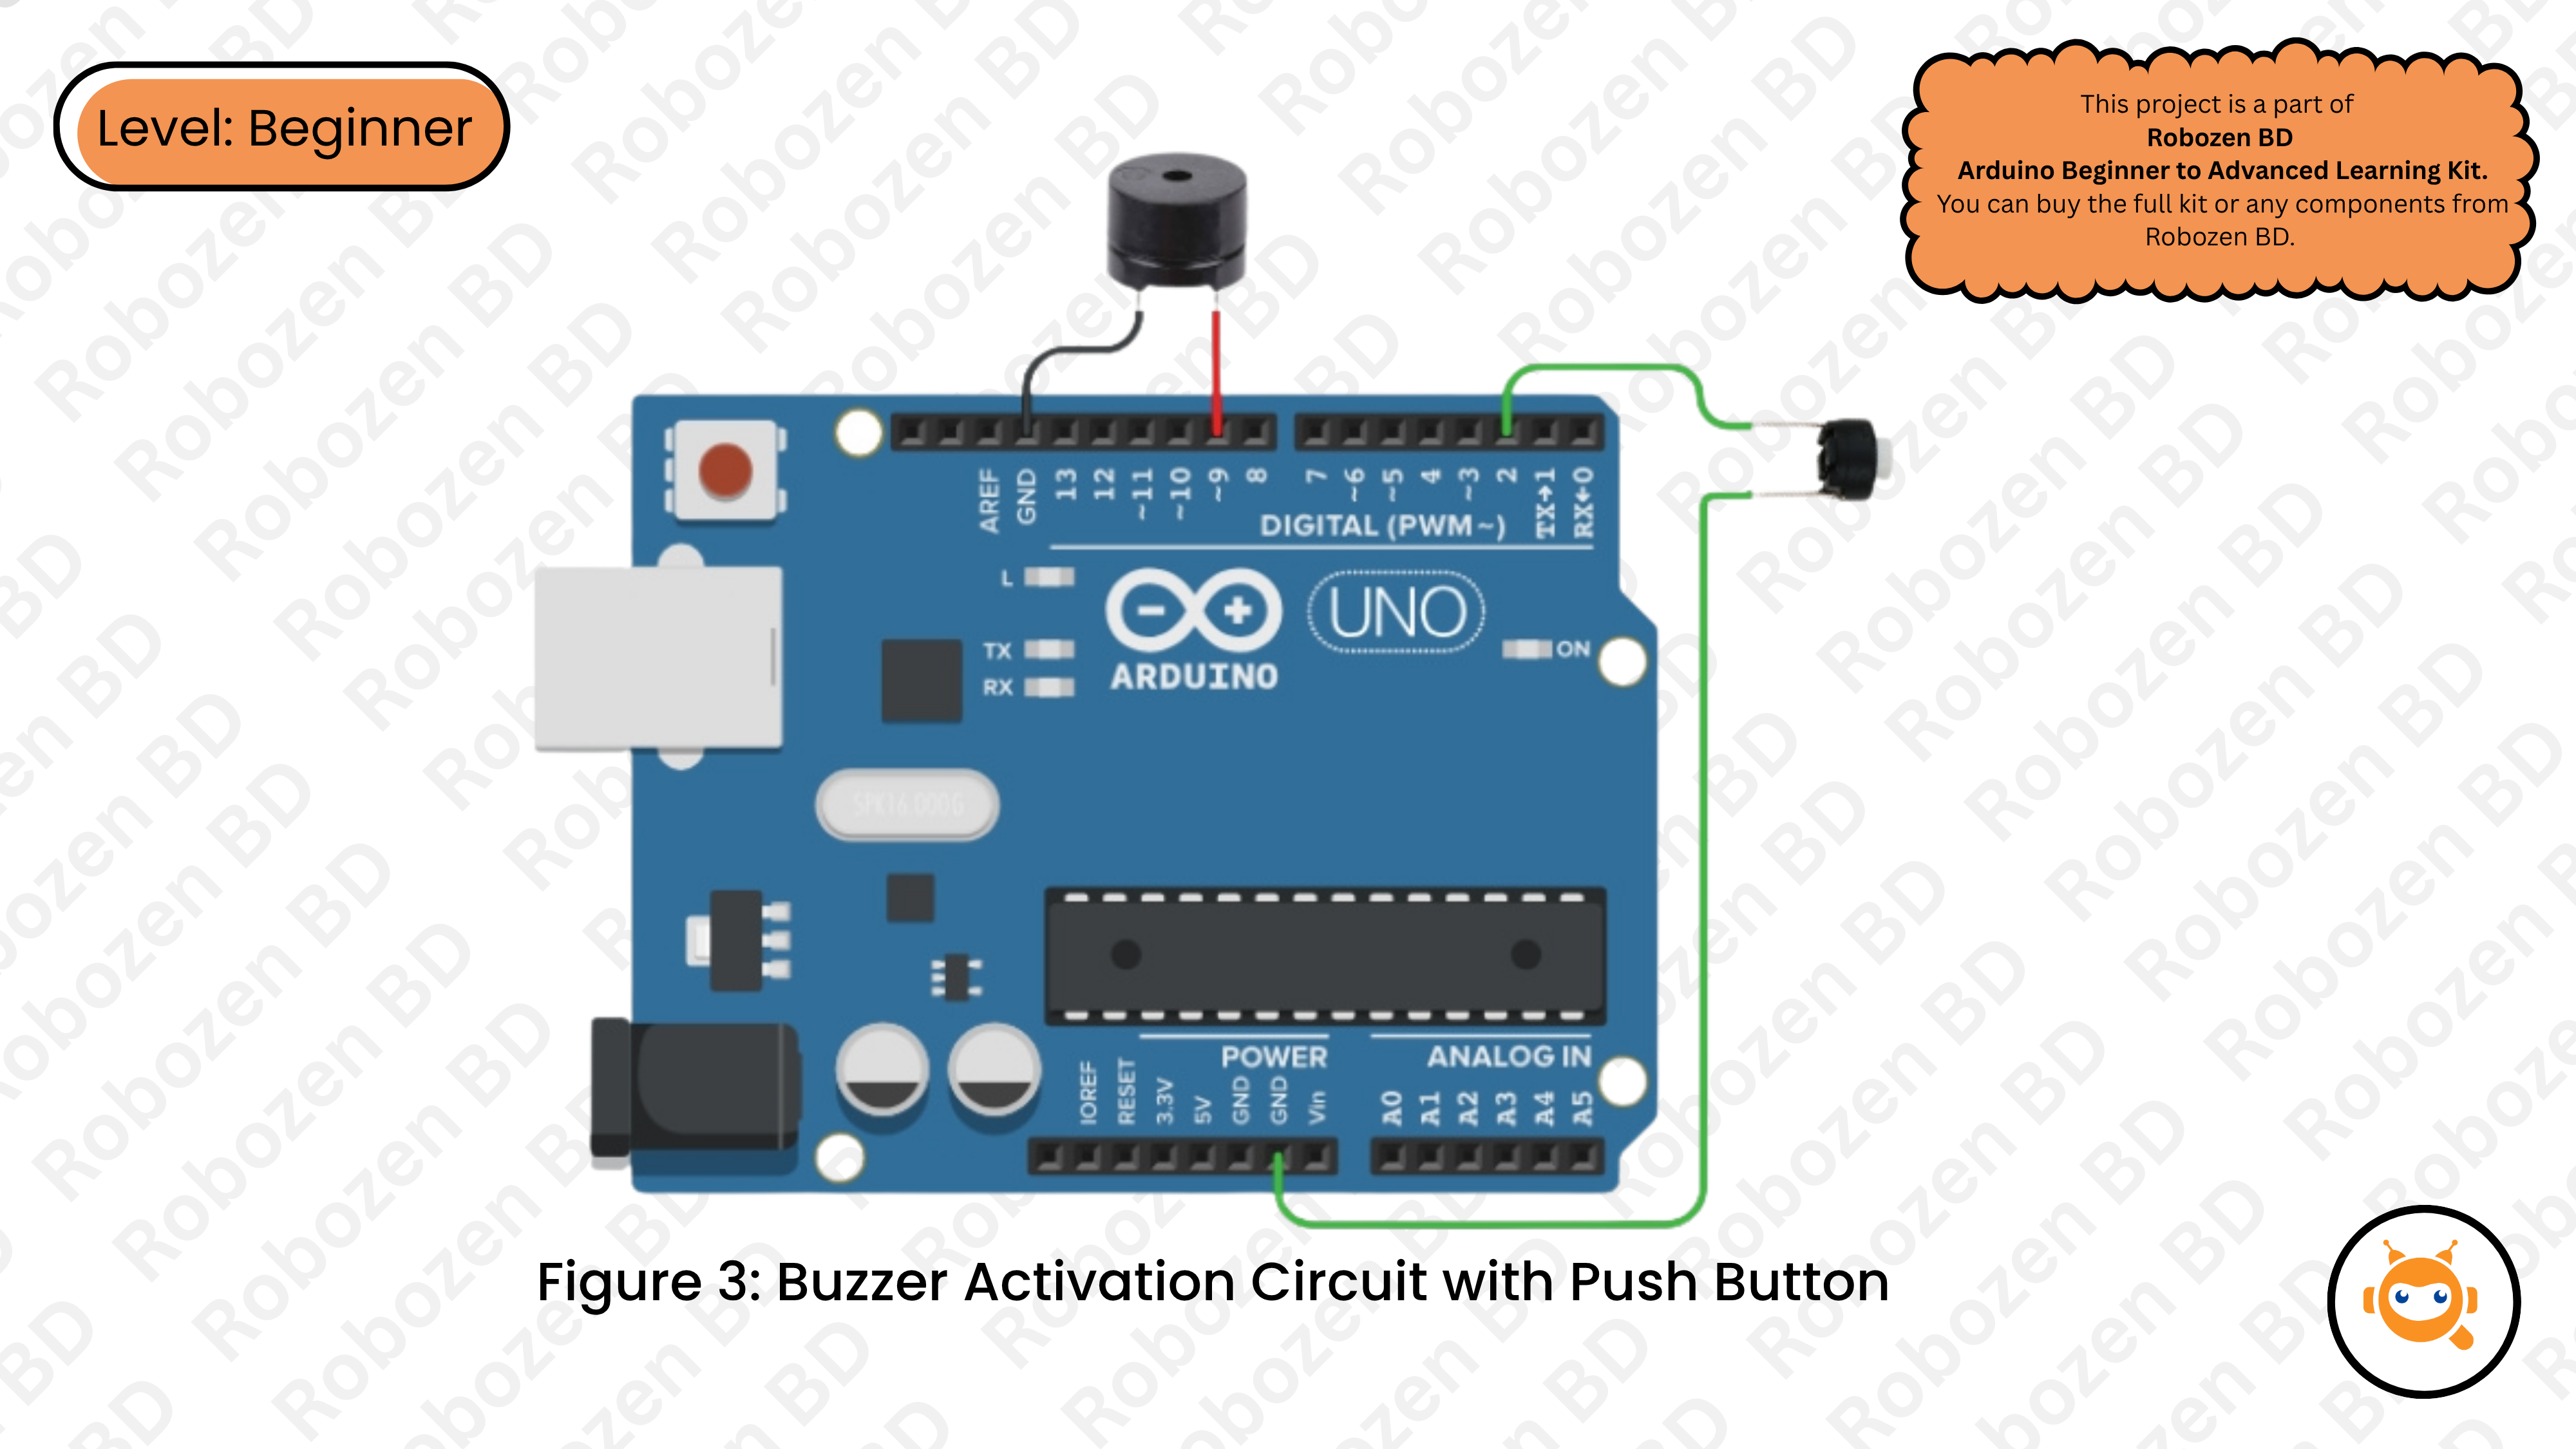 Level: Beginner
This project is a part of
Robozen BD
Arduino Beginner to Advanced Learning Kit.
You can buy the full kit or any components from
Robozen BD.
AREF
GND
13
12
~11
~10
~9
8
7
~6
~5
4
~3
2
TX→1
RX←0
DIGITAL (PWM~)
L
TX
RX
ARDUINO
UNO
ON
SPK16.000G
POWER
ANALOG IN
IOREF
RESET
3.3V
5V
GND
GND
Vin
A0
A1
A2
A3
A4
A5
Figure 3: Buzzer Activation Circuit with Push Button
Robozen BD